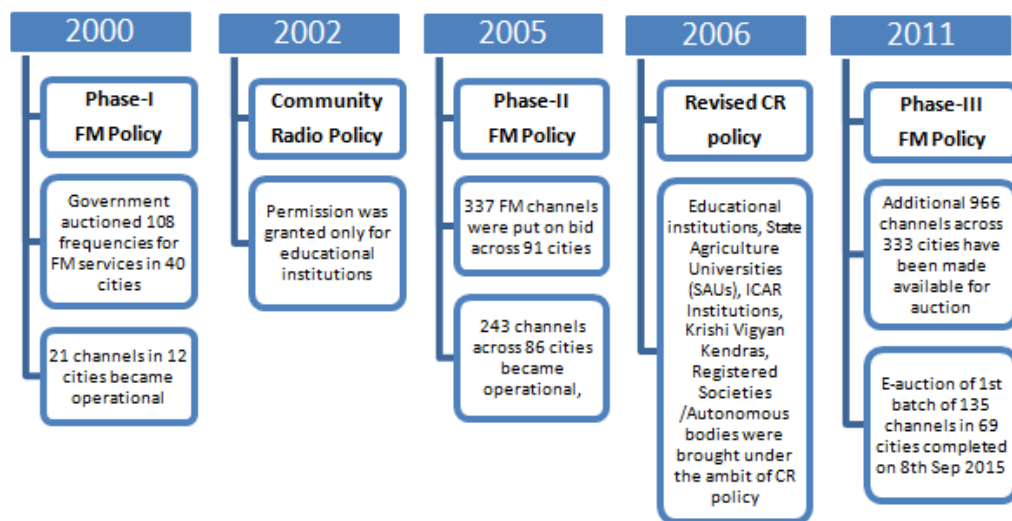 2000
Phase-I
FM Policy
Government
auctioned 108
frequencies for
FM services in 40
cities
21 channels in 12
cities became
operational
2002
Community
Radio Policy
Permission was
granted only for
educational
institutions
2005
Phase-II
FM Policy
337 FM channels
were put on bid
across 91 cities
243 channels
across 86 cities
became
operational,
2006
Revised CR
policy
Educational
institutions, State
Agriculture
Universities
(SAUs), ICAR
Institutions,
Krishi Vigyan
Kendras,
Registered
Societies
/Autonomous
bodies were
brought under
the ambit of CR
policy
2011
Phase-III
FM Policy
Additional 966
channels across
333 cities have
been made
available for
auction
E-auction of 1st
batch of 135
channels in 69
cities completed
on 8th Sep 2015